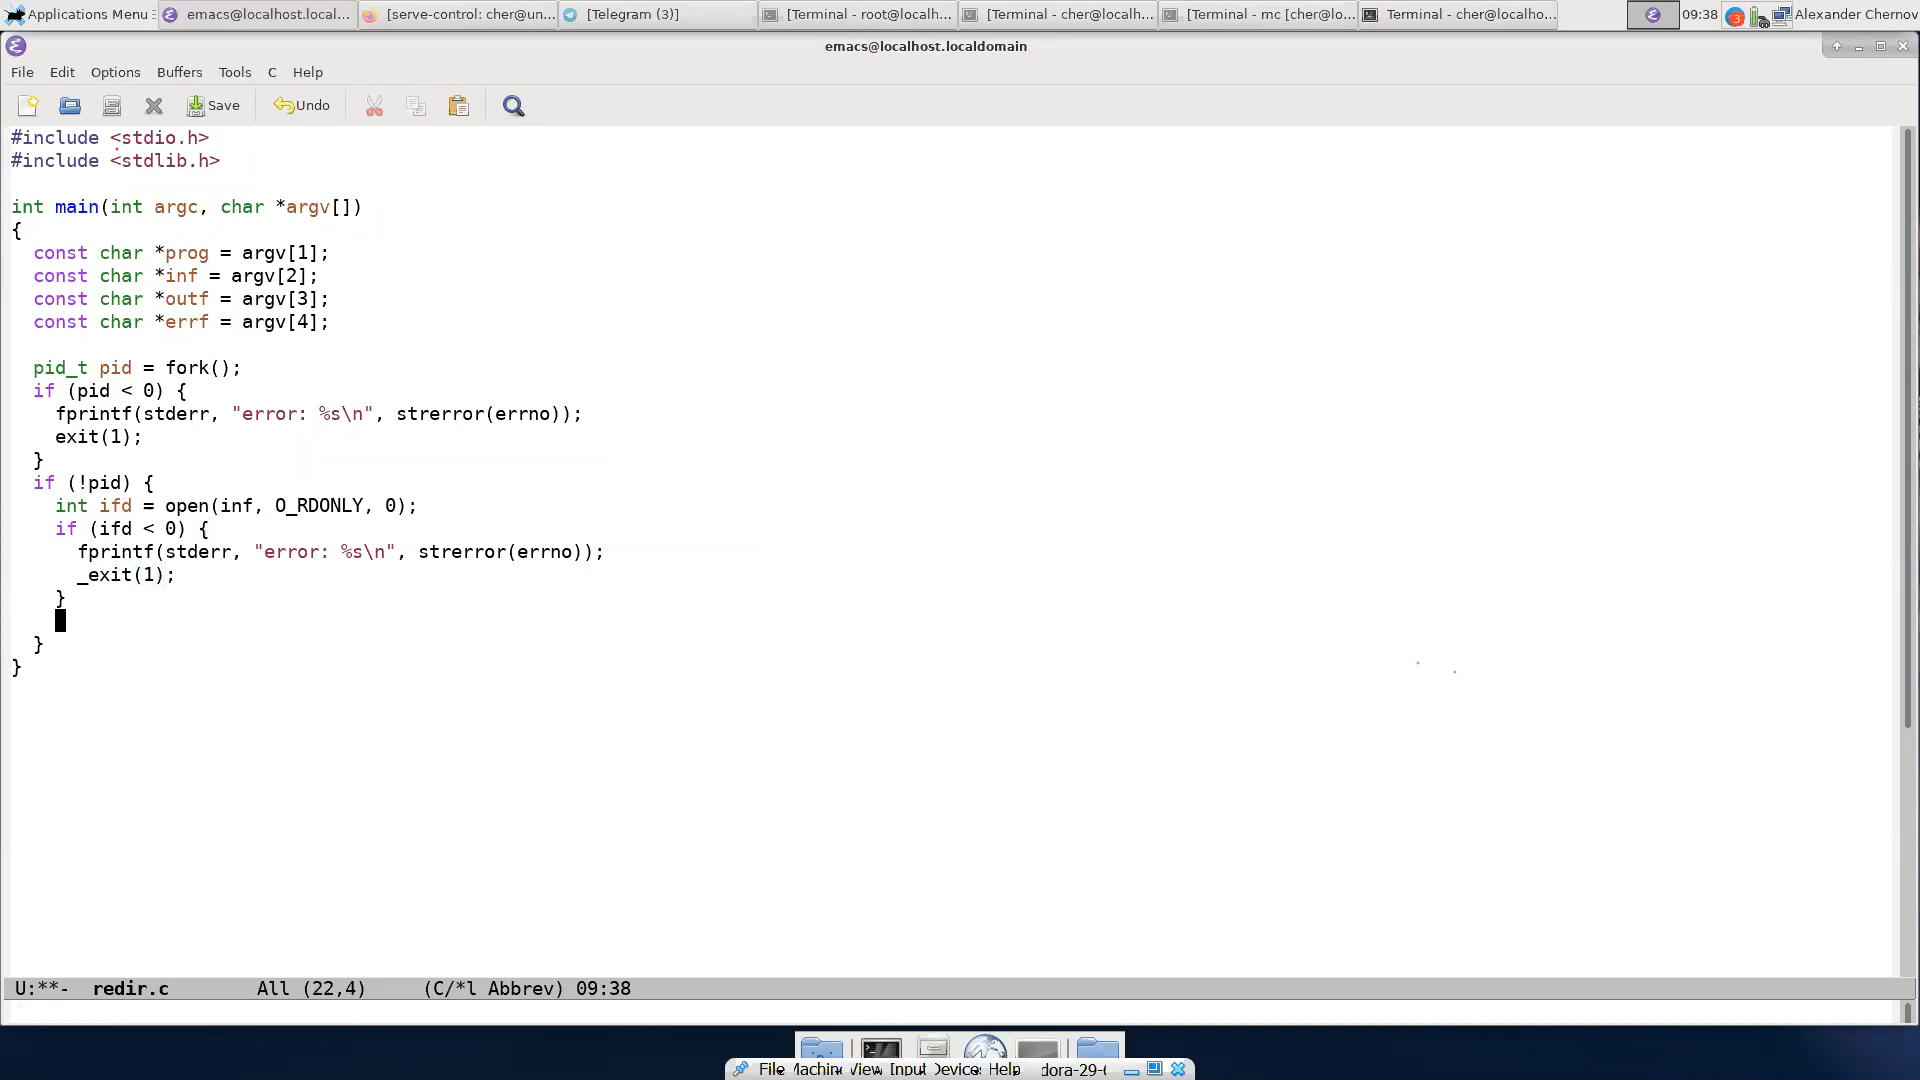 Applications Menu emacs@localhost.local... [serve-control: cher@un... [Telegram (3)] [Terminal - root@localh... [Terminal - cher@localh... [Terminal - mc [cher@lo... Terminal - cher@localho... 09:38 3 Alexander Chernov
emacs@localhost.localdomain
File Edit Options Buffers Tools C Help
Save Undo
#include <stdio.h>
#include <stdlib.h>
int main(int argc, char *argv[])
{
  const char *prog = argv[1];
  const char *inf = argv[2];
  const char *outf = argv[3];
  const char *errf = argv[4];
  pid_t pid = fork();
  if (pid < 0) {
    fprintf(stderr, "error: %s\n", strerror(errno));
    exit(1);
  }
  if (!pid) {
    int ifd = open(inf, O_RDONLY, 0);
    if (ifd < 0) {
      fprintf(stderr, "error: %s\n", strerror(errno));
      _exit(1);
    }
  }
}
U:**- redir.c All (22,4) (C/*l Abbrev) 09:38
File Machine View Input Devices Help dora-29-